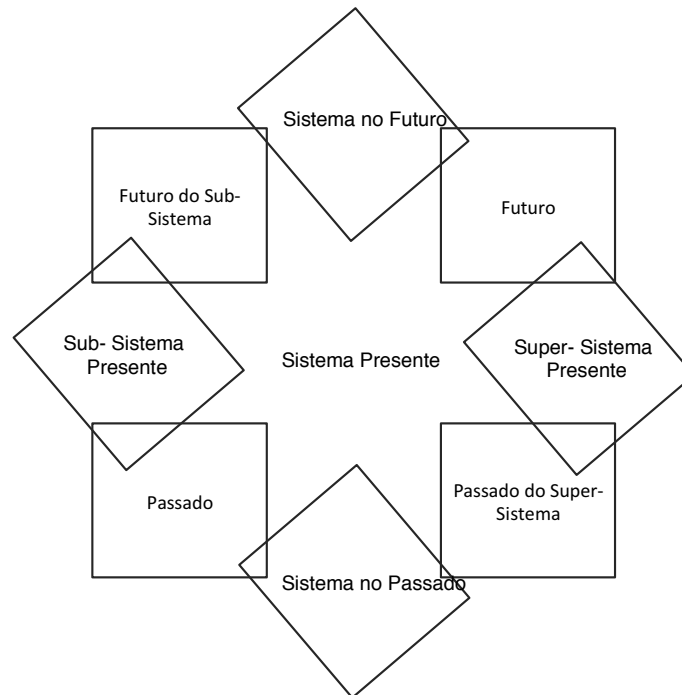 Sistema no Futuro
Futuro do Sub-
Sistema
Futuro
Sub- Sistema
Presente
Sistema Presente
Super- Sistema
Presente
Passado
Passado do Super-
Sistema
Sistema no Passado